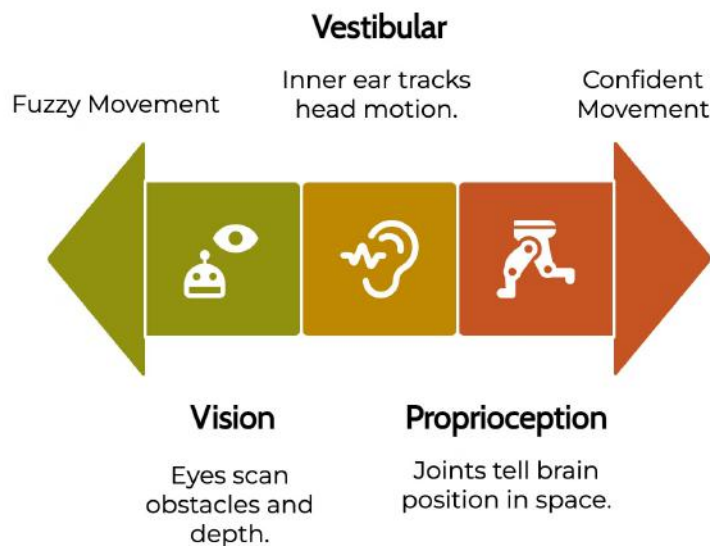 Vestibular
Inner ear tracks
head motion.
Fuzzy Movement
Confident
Movement
Vision
Eyes scan
obstacles and
depth.
Proprioception
Joints tell brain
position in space.